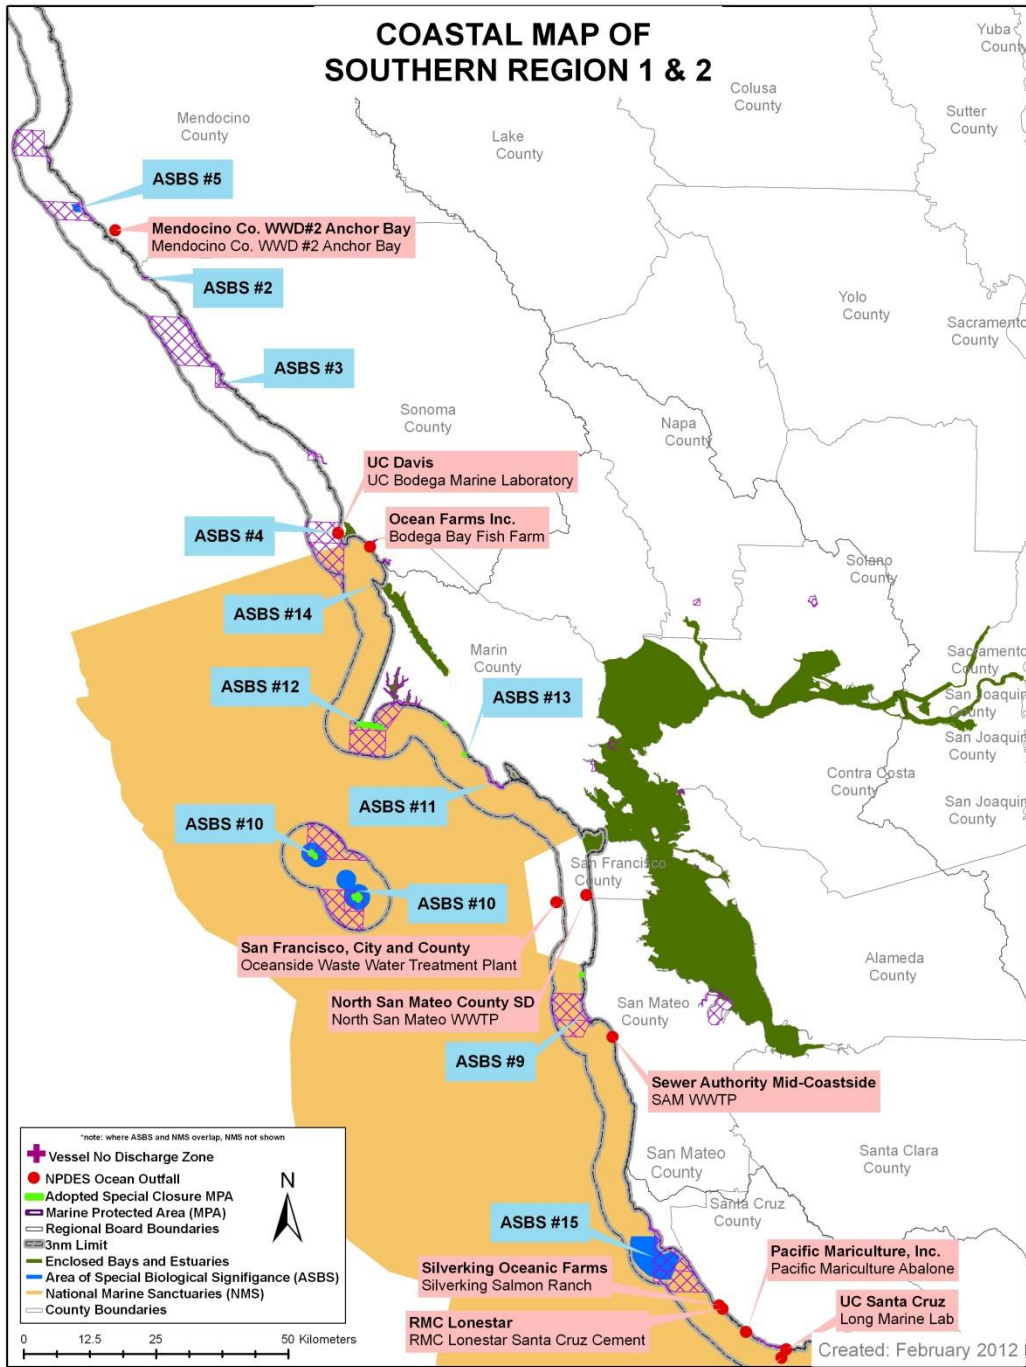 COASTAL MAP OF
SOUTHERN REGION 1 & 2
Yuba
County
Colusa
County
Sutter
County
Mendocino
County
Lake
County
ASBS #5
Mendocino Co. WWD#2 Anchor Bay
Mendocino Co. WWD #2 Anchor Bay
ASBS #2
Yolo
County
Sacramento
County
ASBS #3
Sonoma
County
Napa
County
UC Davis
UC Bodega Marine Laboratory
Ocean Farms Inc.
Bodega Bay Fish Farm
ASBS #4
Solano
County
ASBS #14
Marin
County
Sacramento
County
ASBS #12
ASBS #13
San Joaquin
County
San Joaquin
County
Contra Costa
County
ASBS #11
San Joaquin
County
ASBS #10
San Francisco
County
ASBS #10
San Francisco, City and County
Oceanside Waste Water Treatment Plant
Alameda
County
North San Mateo County SD
North San Mateo WWTP
San Mateo
County
ASBS #9
Sewer Authority Mid-Coastside
SAM WWTP
San Mateo
County
Santa Clara
County
Santa Cruz
County
ASBS #15
Silverking Oceanic Farms
Silverking Salmon Ranch
Pacific Mariculture, Inc.
Pacific Mariculture Abalone
RMC Lonestar
RMC Lonestar Santa Cruz Cement
UC Santa Cruz
Long Marine Lab
*note: where ASBS and NMS overlap, NMS not shown
Vessel No Discharge Zone
NPDES Ocean Outfall
Adopted Special Closure MPA
Marine Protected Area (MPA)
Regional Board Boundaries
3nm Limit
Enclosed Bays and Estuaries
Area of Special Biological Signifigance (ASBS)
National Marine Sanctuaries (NMS)
County Boundaries
N
0 12.5 25 50 Kilometers
Created: February 2012